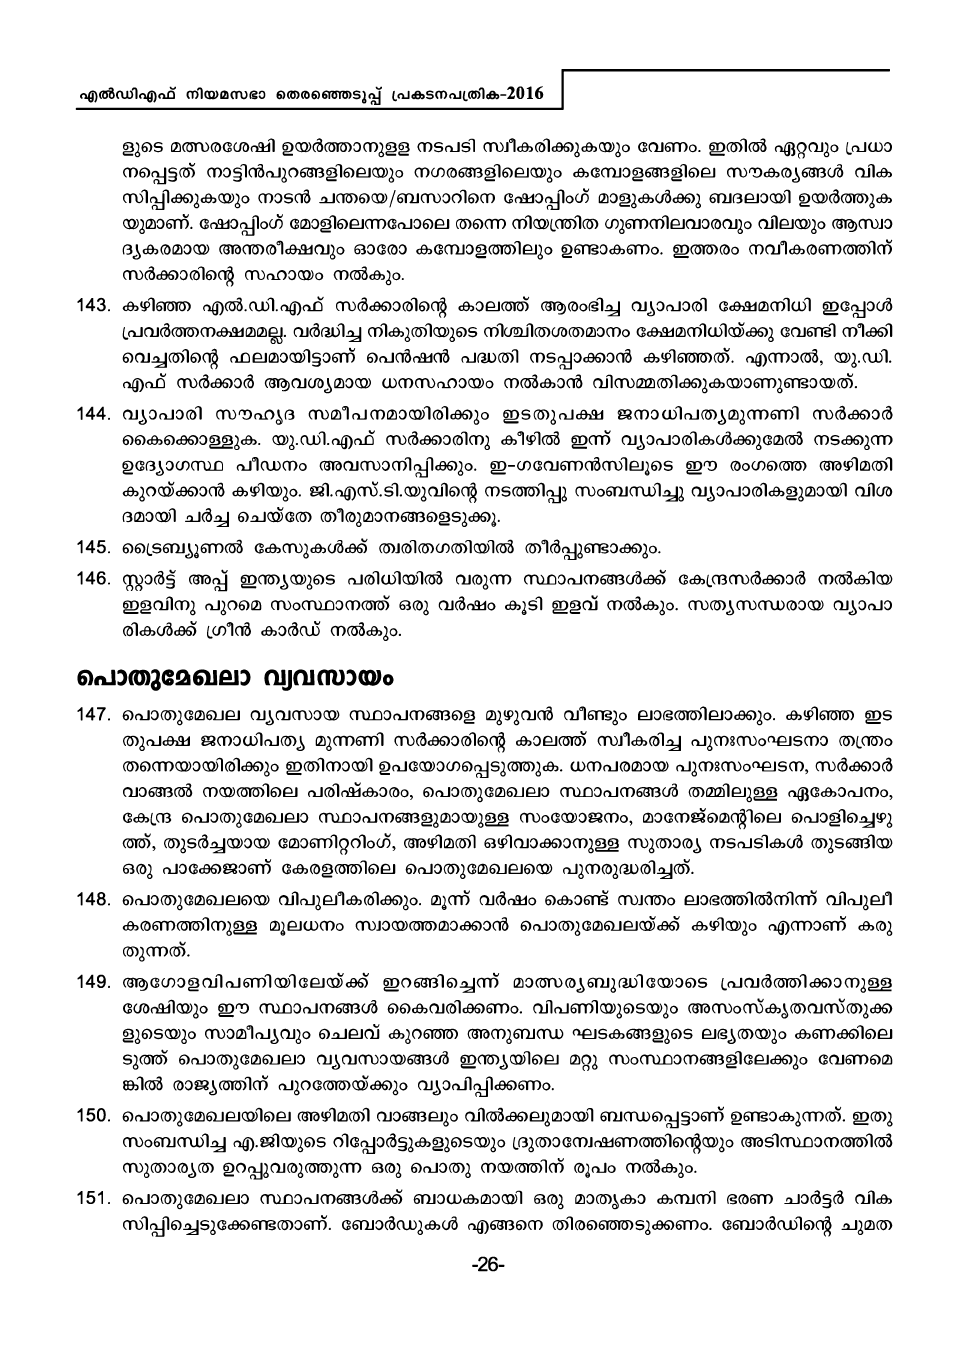 എൽഡിഎഫ് നിയമസഭാ തെരഞ്ഞെടുപ്പ് പ്രകടനപത്രിക-2016
ളുടെ മത്സരശേഷി ഉയർത്താനുളള നടപടി സ്വീകരിക്കുകയും വേണം. ഇതിൽ ഏറ്റവും പ്രധാ
നപ്പെട്ടത് നാട്ടിൻപുറങ്ങളിലെയും നഗരങ്ങളിലെയും കമ്പോളങ്ങളിലെ സൗകര്യങ്ങൾ വിക
സിപ്പിക്കുകയും നാടൻ ചന്തയെ/ബസാറിനെ ഷോപ്പിംഗ് മാളുകൾക്കു ബദലായി ഉയർത്തുക
യുമാണ്. ഷോപ്പിംഗ് മോളിലെന്നപോലെ തന്നെ നിയന്ത്രിത ഗുണനിലവാരവും വിലയും ആസ്വാ
ദ്യകരമായ അന്തരീക്ഷവും ഓരോ കമ്പോളത്തിലും ഉണ്ടാകണം. ഇത്തരം നവീകരണത്തിന്
സർക്കാരിന്റെ സഹായം നൽകും.
143. കഴിഞ്ഞ എൽ.ഡി.എഫ് സർക്കാരിന്റെ കാലത്ത് ആരംഭിച്ച വ്യാപാരി ക്ഷേമനിധി ഇപ്പോൾ
പ്രവർത്തനക്ഷമമല്ല. വർദ്ധിച്ച നികുതിയുടെ നിശ്ചിതശതമാനം ക്ഷേമനിധിയ്ക്കു വേണ്ടി നീക്കി
വെച്ചതിന്റെ ഫലമായിട്ടാണ് പെൻഷൻ പദ്ധതി നടപ്പാക്കാൻ കഴിഞ്ഞത്. എന്നാൽ, യു.ഡി.
എഫ് സർക്കാർ ആവശ്യമായ ധനസഹായം നൽകാൻ വിസമ്മതിക്കുകയാണുണ്ടായത്.
144. വ്യാപാരി സൗഹൃദ സമീപനമായിരിക്കും ഇടതുപക്ഷ ജനാധിപത്യമുന്നണി സർക്കാർ
കൈക്കൊള്ളുക. യു.ഡി.എഫ് സർക്കാരിനു കീഴിൽ ഇന്ന് വ്യാപാരികൾക്കുമേൽ നടക്കുന്ന
ഉദ്യോഗസ്ഥ പീഡനം അവസാനിപ്പിക്കും. ഇ-ഗവേണൻസിലൂടെ ഈ രംഗത്തെ അഴിമതി
കുറയ്ക്കാൻ കഴിയും. ജി.എസ്.ടി.യുവിന്റെ നടത്തിപ്പു സംബന്ധിച്ചു വ്യാപാരികളുമായി വിശ
ദമായി ചർച്ച ചെയ്തേ തീരുമാനങ്ങളെടുക്കൂ.
145. ട്രൈബ്യൂണൽ കേസുകൾക്ക് ത്വരിതഗതിയിൽ തീർപ്പുണ്ടാക്കും.
146. സ്റ്റാർട്ട് അപ്പ് ഇന്ത്യയുടെ പരിധിയിൽ വരുന്ന സ്ഥാപനങ്ങൾക്ക് കേന്ദ്രസർക്കാർ നൽകിയ
ഇളവിനു പുറമെ സംസ്ഥാനത്ത് ഒരു വർഷം കൂടി ഇളവ് നൽകും. സത്യസന്ധരായ വ്യാപാ
രികൾക്ക് ഗ്രീൻ കാർഡ് നൽകും.
പൊതുമേഖലാ വ്യവസായം
147. പൊതുമേഖല വ്യവസായ സ്ഥാപനങ്ങളെ മുഴുവൻ വീണ്ടും ലാഭത്തിലാക്കും. കഴിഞ്ഞ ഇട
തുപക്ഷ ജനാധിപത്യ മുന്നണി സർക്കാരിന്റെ കാലത്ത് സ്വീകരിച്ച പുനഃസംഘടനാ തന്ത്രം
തന്നെയായിരിക്കും ഇതിനായി ഉപയോഗപ്പെടുത്തുക. ധനപരമായ പുനഃസംഘടന, സർക്കാർ
വാങ്ങൽ നയത്തിലെ പരിഷ്കാരം, പൊതുമേഖലാ സ്ഥാപനങ്ങൾ തമ്മിലുള്ള ഏകോപനം,
കേന്ദ്ര പൊതുമേഖലാ സ്ഥാപനങ്ങളുമായുള്ള സംയോജനം, മാനേജ്മെന്റിലെ പൊളിച്ചെഴു
ത്ത്, തുടർച്ചയായ മോണിറ്ററിംഗ്, അഴിമതി ഒഴിവാക്കാനുള്ള സുതാര്യ നടപടികൾ തുടങ്ങിയ
ഒരു പാക്കേജാണ് കേരളത്തിലെ പൊതുമേഖലയെ പുനരുദ്ധരിച്ചത്.
148. പൊതുമേഖലയെ വിപുലീകരിക്കും. മൂന്ന് വർഷം കൊണ്ട് സ്വന്തം ലാഭത്തിൽനിന്ന് വിപുലീ
കരണത്തിനുള്ള മൂലധനം സ്വായത്തമാക്കാൻ പൊതുമേഖലയ്ക്ക് കഴിയും എന്നാണ് കരു
തുന്നത്.
149. ആഗോളവിപണിയിലേയ്ക്ക് ഇറങ്ങിച്ചെന്ന് മാത്സര്യബുദ്ധിയോടെ പ്രവർത്തിക്കാനുള്ള
ശേഷിയും ഈ സ്ഥാപനങ്ങൾ കൈവരിക്കണം. വിപണിയുടെയും അസംസ്കൃതവസ്തുക്ക
ളുടെയും സാമീപ്യവും ചെലവ് കുറഞ്ഞ അനുബന്ധ ഘടകങ്ങളുടെ ലഭ്യതയും കണക്കിലെ
ടുത്ത് പൊതുമേഖലാ വ്യവസായങ്ങൾ ഇന്ത്യയിലെ മറ്റു സംസ്ഥാനങ്ങളിലേക്കും വേണമെ
ങ്കിൽ രാജ്യത്തിന് പുറത്തേയ്ക്കും വ്യാപിപ്പിക്കണം.
150. പൊതുമേഖലയിലെ അഴിമതി വാങ്ങലും വിൽക്കലുമായി ബന്ധപ്പെട്ടാണ് ഉണ്ടാകുന്നത്. ഇതു
സംബന്ധിച്ച എ.ജിയുടെ റിപ്പോർട്ടുകളുടെയും ദ്രുതാന്വേഷണത്തിന്റെയും അടിസ്ഥാനത്തിൽ
സുതാര്യത ഉറപ്പുവരുത്തുന്ന ഒരു പൊതു നയത്തിന് രൂപം നൽകും.
151. പൊതുമേഖലാ സ്ഥാപനങ്ങൾക്ക് ബാധകമായി ഒരു മാതൃകാ കമ്പനി ഭരണ ചാർട്ടർ വിക
സിപ്പിച്ചെടുക്കേണ്ടതാണ്. ബോർഡുകൾ എങ്ങനെ തിരഞ്ഞെടുക്കണം. ബോർഡിന്റെ ചുമത
-26-